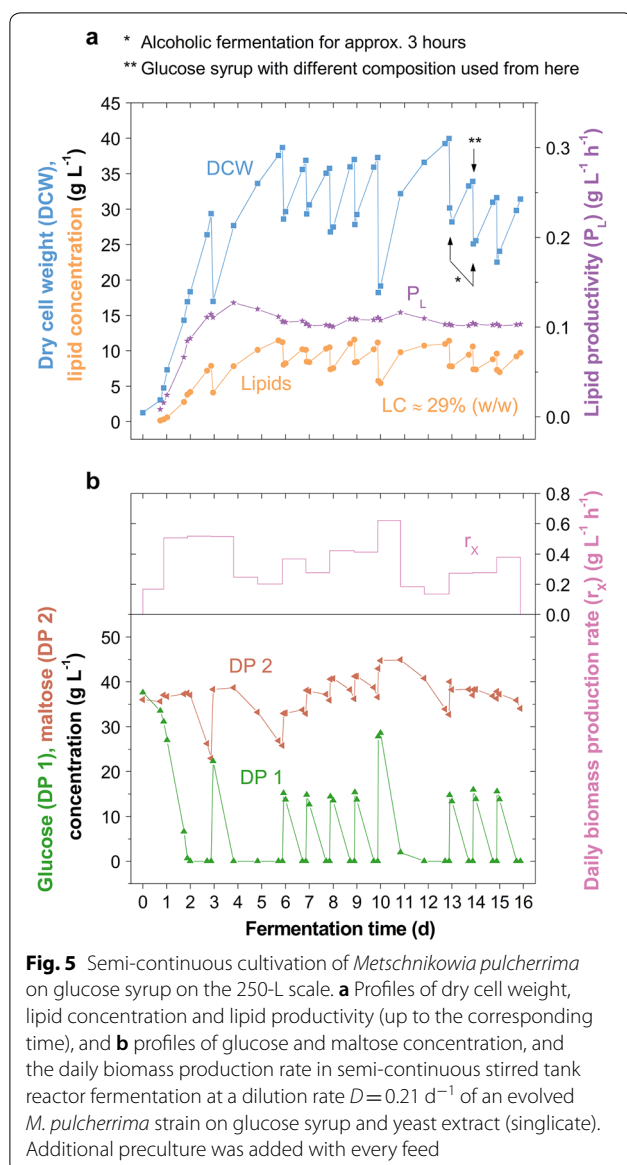 a
* Alcoholic fermentation for approx. 3 hours
** Glucose syrup with different composition used from here
Dry cell weight (DCW),
lipid concentration (g L⁻¹)
45
40
35
30
25
20
15
10
5
0
DCW
**
*
P_L
Lipids
LC ≈ 29% (w/w)
0.3
0.2
0.1
0.0
Lipid productivity (P_L) (g L⁻¹ h⁻¹)
b
r_X
0.8
0.6
0.4
0.2
0.0
Daily biomass production rate (r_X) (g L⁻¹ h⁻¹)
Glucose (DP 1), maltose (DP 2)
concentration (g L⁻¹)
50
40
30
20
10
0
DP 2
DP 1
0 1 2 3 4 5 6 7 8 9 10 11 12 13 14 15 16
Fermentation time (d)
Fig. 5 Semi-continuous cultivation of Metschnikowia pulcherrima
on glucose syrup on the 250-L scale. a Profiles of dry cell weight,
lipid concentration and lipid productivity (up to the corresponding
time), and b profiles of glucose and maltose concentration, and
the daily biomass production rate in semi-continuous stirred tank
reactor fermentation at a dilution rate D = 0.21 d⁻¹ of an evolved
M. pulcherrima strain on glucose syrup and yeast extract (singlicate).
Additional preculture was added with every feed